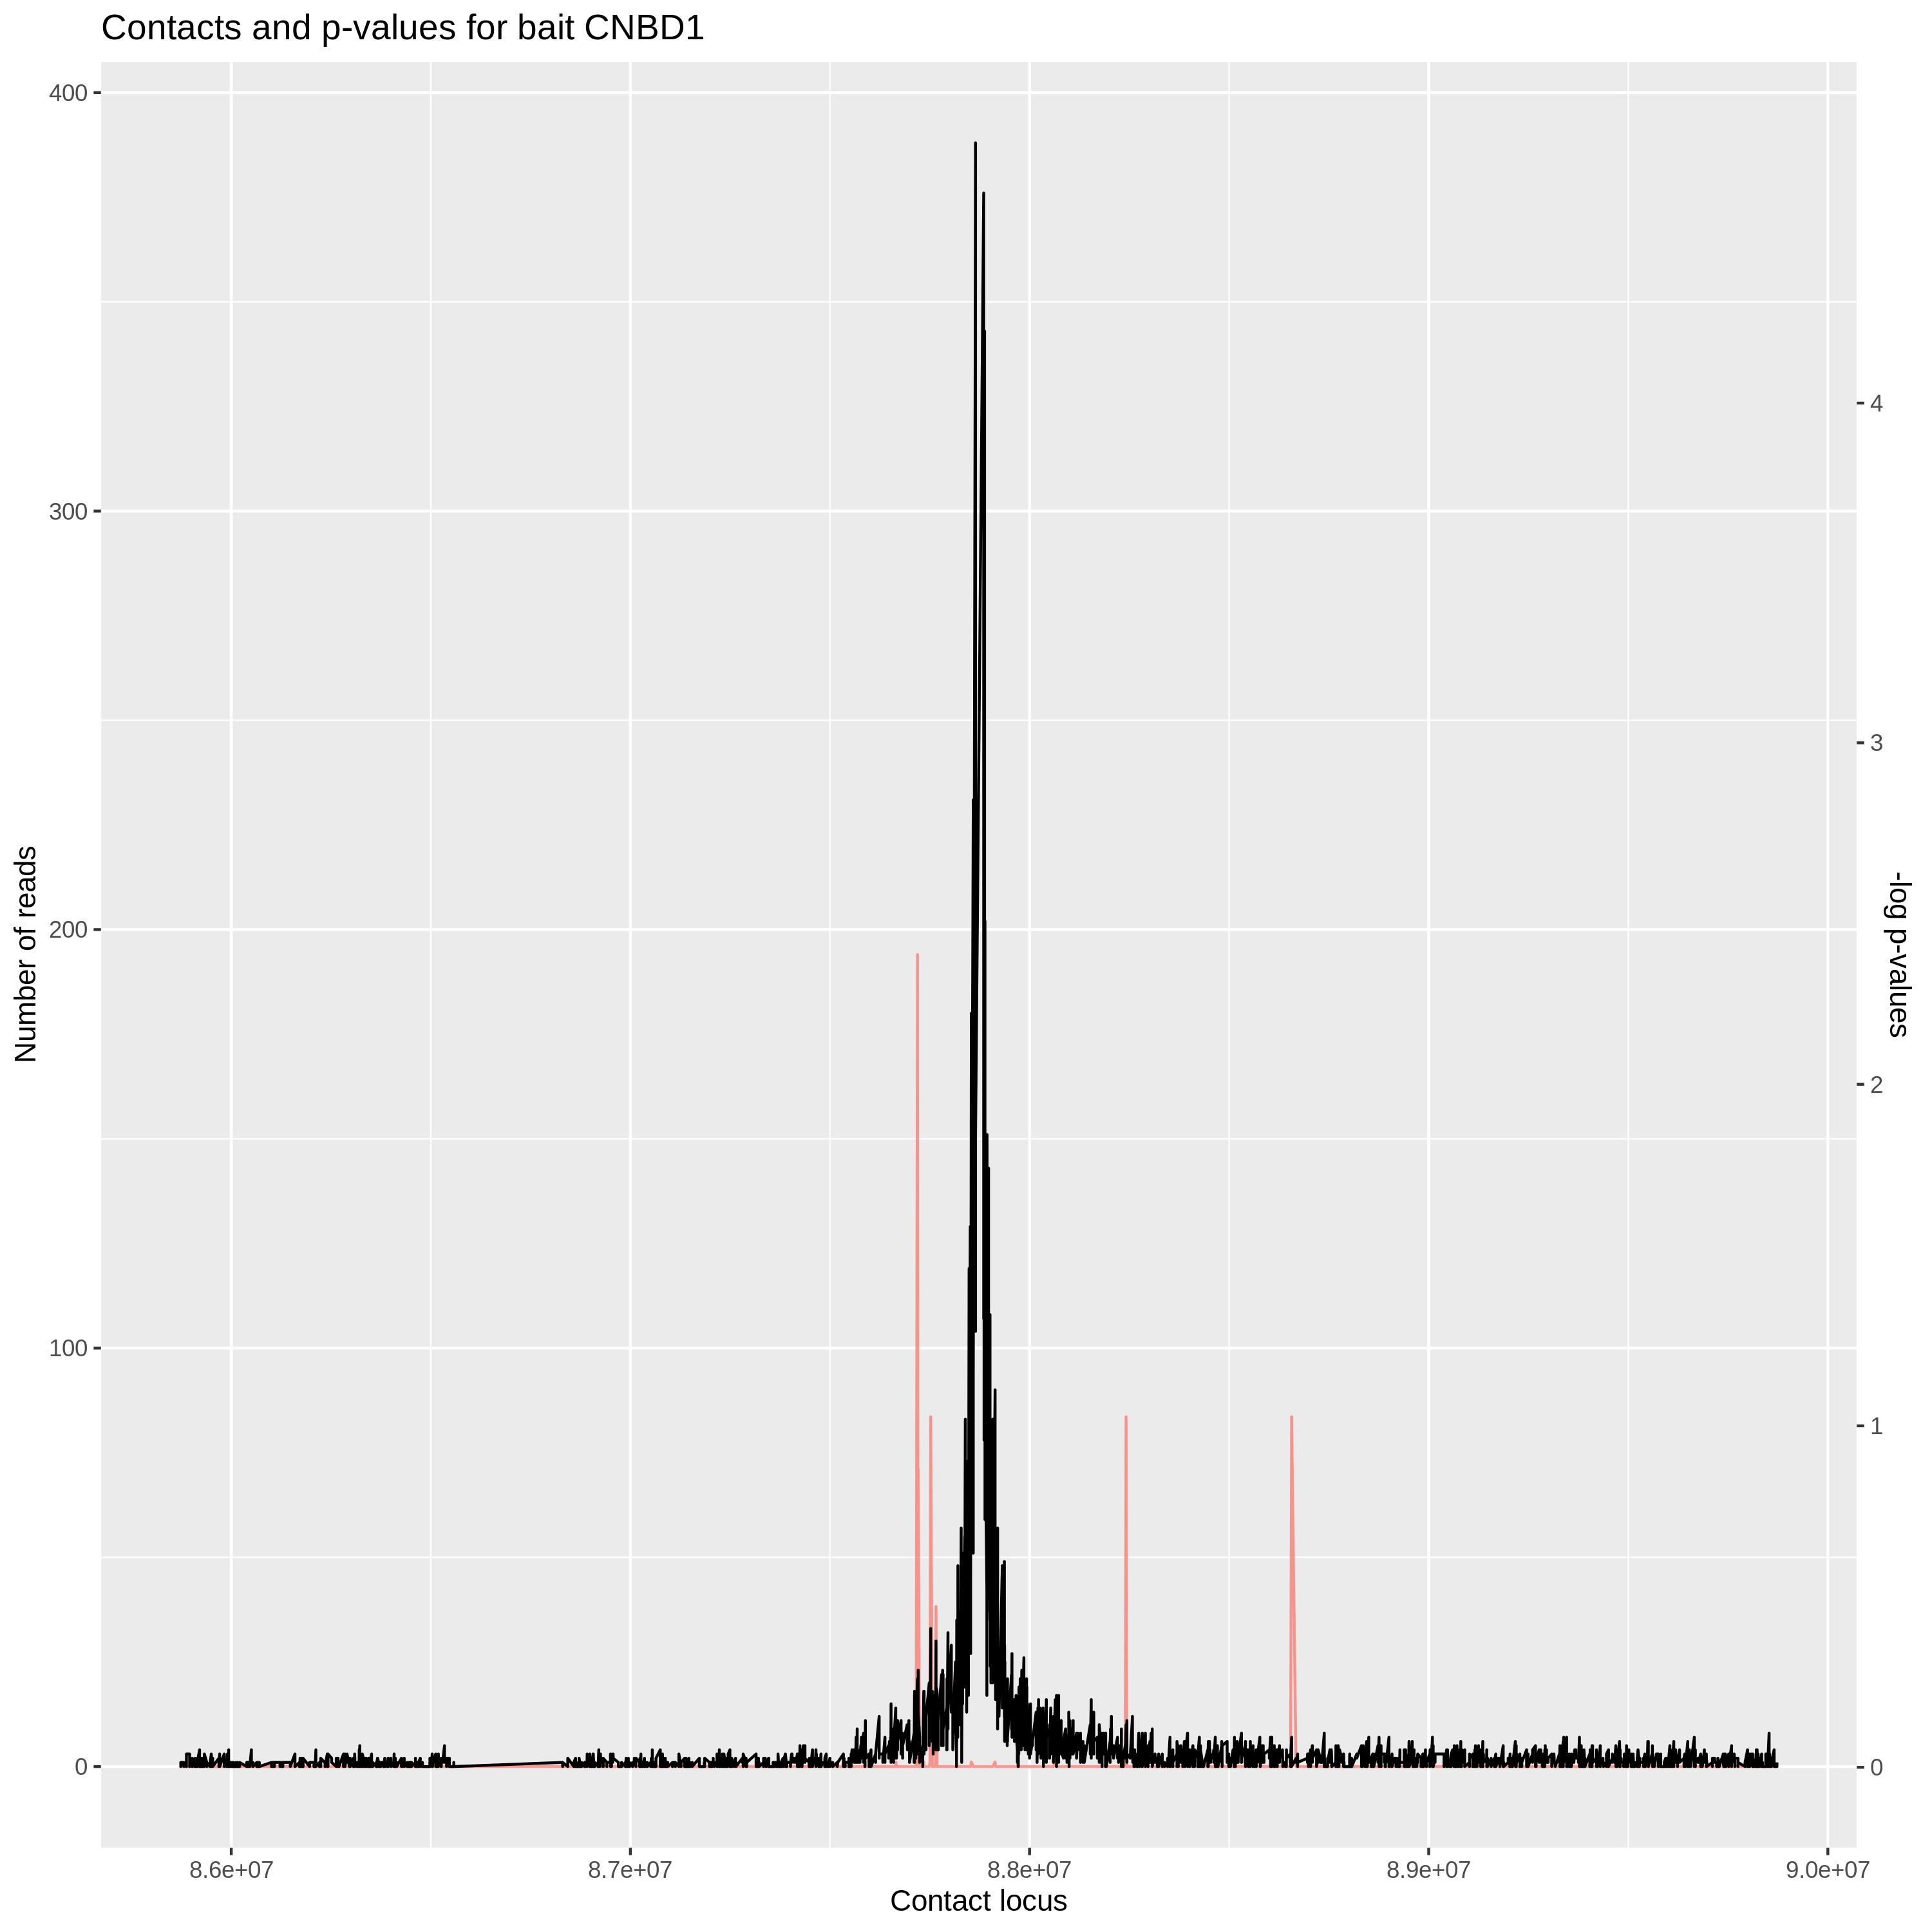 Contacts and p-values for bait CNBD1
400
300
200
100
0
Number of reads
4
3
2
1
0
-log p-values
8.6e+07
8.7e+07
8.8e+07
8.9e+07
9.0e+07
Contact locus